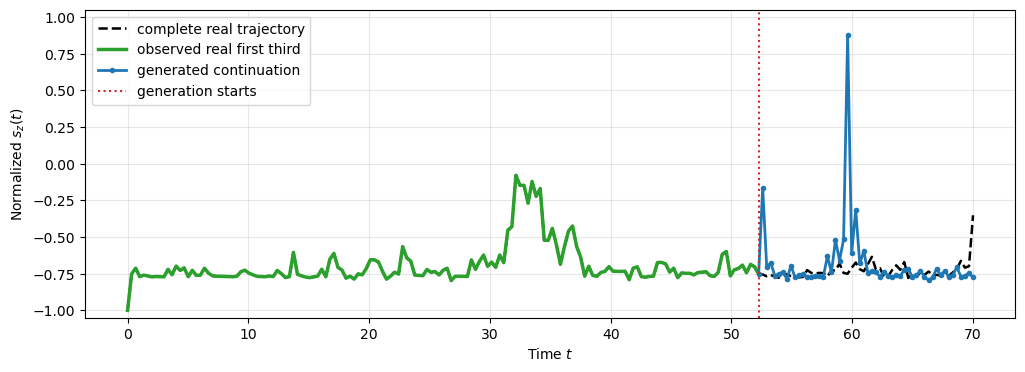 complete real trajectory
observed real first third
generated continuation
generation starts
Normalized $s_z(t)$
1.00
0.75
0.50
0.25
0.00
−0.25
−0.50
−0.75
−1.00
0 10 20 30 40 50 60 70
Time t